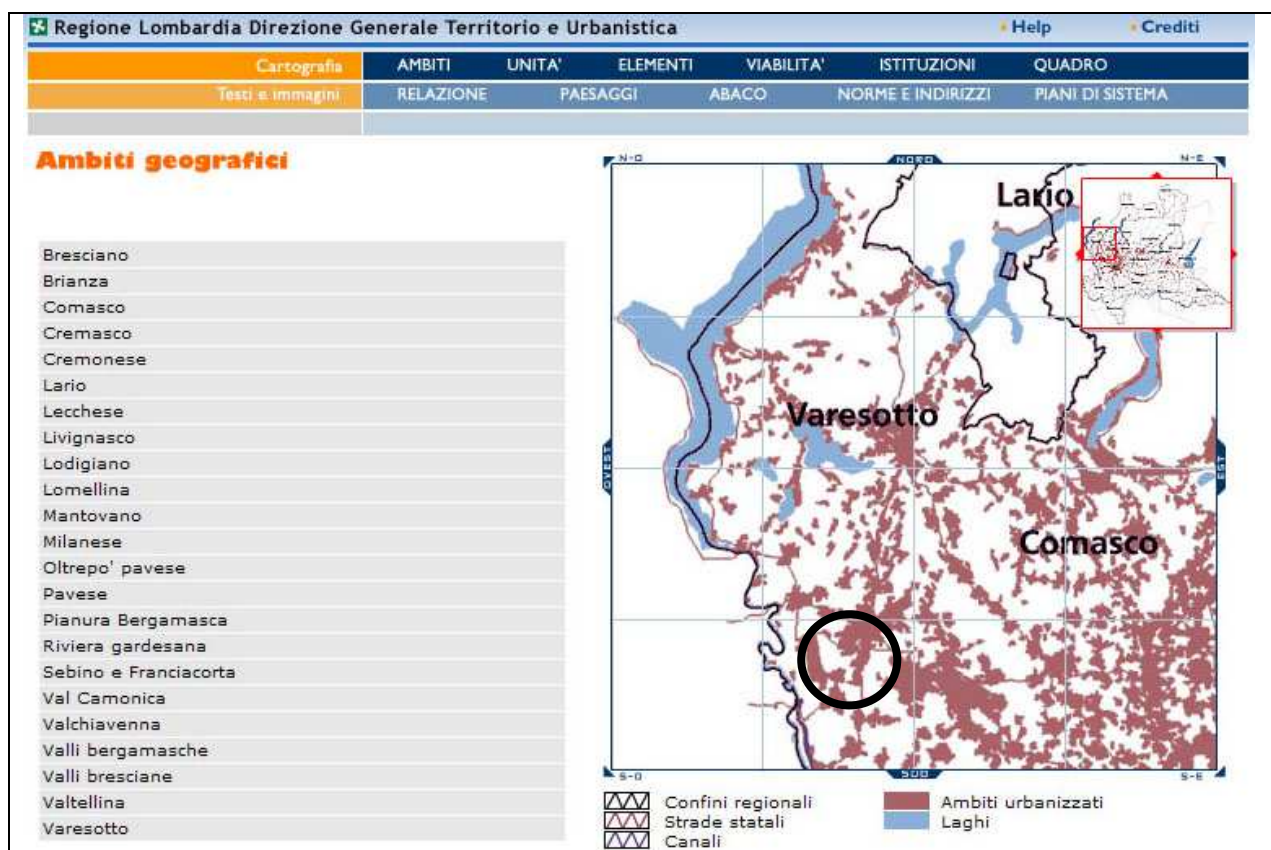 Regione Lombardia Direzione Generale Territorio e Urbanistica Help Crediti
Cartografia AMBITI UNITA' ELEMENTI VIABILITA' ISTITUZIONI QUADRO
Testi e immagini RELAZIONE PAESAGGI ABACO NORME E INDIRIZZI PIANI DI SISTEMA
Ambiti geografici
Bresciano
Brianza
Comasco
Cremasco
Cremonese
Lario
Lecchese
Livignasco
Lodigiano
Lomellina
Mantovano
Milanese
Oltrepo' pavese
Pavese
Pianura Bergamasca
Riviera gardesana
Sebino e Franciacorta
Val Camonica
Valchiavenna
Valli bergamasche
Valli bresciane
Valtellina
Varesotto
N-O NORD N-E
Lario
Varesotto
OVEST EST
Comasco
S-O SUD S-E
Confini regionali Ambiti urbanizzati
Strade statali Laghi
Canali